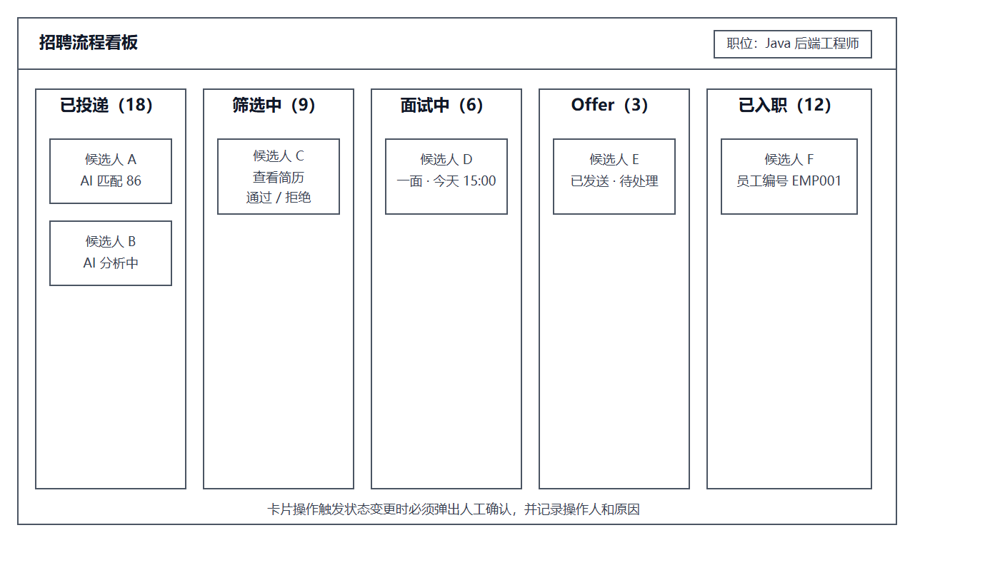 招聘流程看板
职位：Java 后端工程师
已投递（18）
候选人 A
AI 匹配 86
候选人 B
AI 分析中
筛选中（9）
候选人 C
查看简历
通过 / 拒绝
面试中（6）
候选人 D
一面 · 今天 15:00
Offer（3）
候选人 E
已发送 · 待处理
已入职（12）
候选人 F
员工编号 EMP001
卡片操作触发状态变更时必须弹出人工确认，并记录操作人和原因